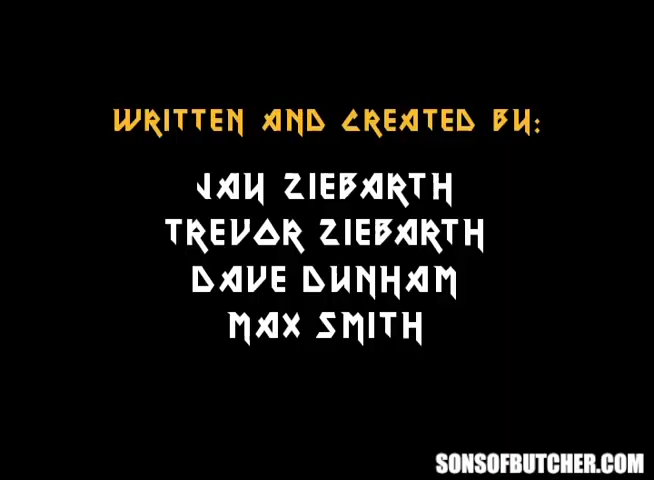 WRITTEN AND CREATED BY:
JAY ZIEBARTH
TREVOR ZIEBARTH
DAVE DUNHAM
MAX SMITH
SONSOFBUTCHER.COM